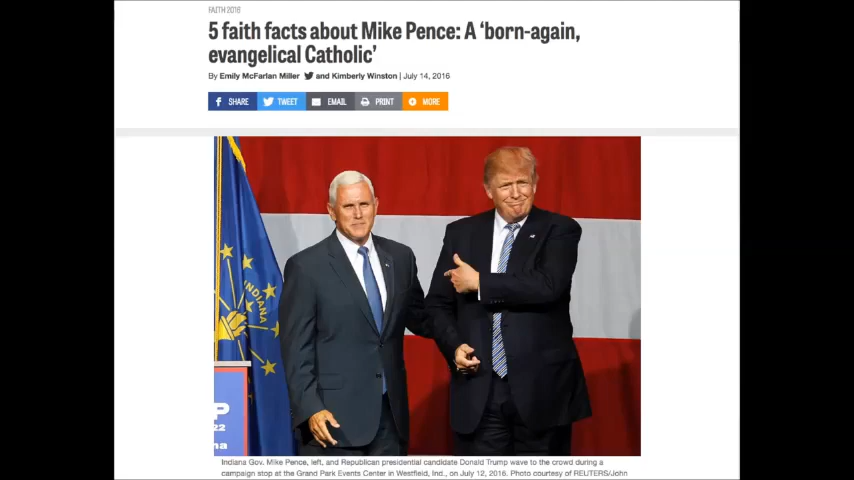 FAITH 2016
5 faith facts about Mike Pence: A ‘born-again,
evangelical Catholic’
By Emily McFarlan Miller and Kimberly Winston | July 14, 2016
SHARE TWEET EMAIL PRINT MORE
INDIANA
P
22
na
Indiana Gov. Mike Pence, left, and Republican presidential candidate Donald Trump wave to the crowd during a
campaign stop at the Grand Park Events Center in Westfield, Ind., on July 12, 2016. Photo courtesy of REUTERS/John